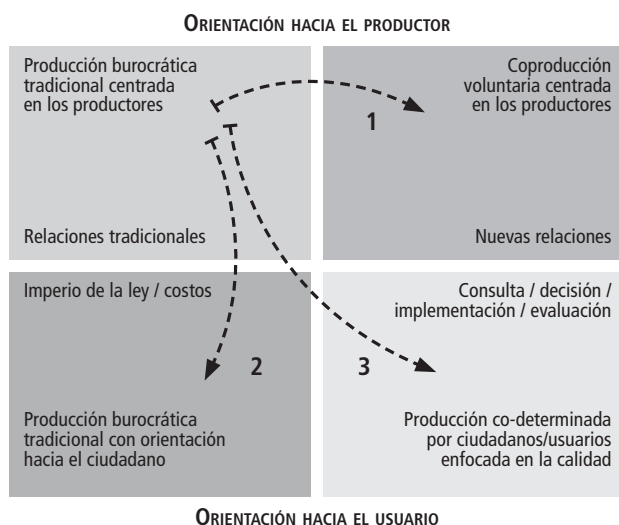 ORIENTACIÓN HACIA EL PRODUCTOR
Producción burocrática
tradicional centrada
en los productores
Coproducción
voluntaria centrada
en los productores
1
Relaciones tradicionales
Nuevas relaciones
Imperio de la ley / costos
Consulta / decisión /
implementación / evaluación
2
3
Producción burocrática
tradicional con orientación
hacia el ciudadano
Producción co-determinada
por ciudadanos/usuarios
enfocada en la calidad
ORIENTACIÓN HACIA EL USUARIO